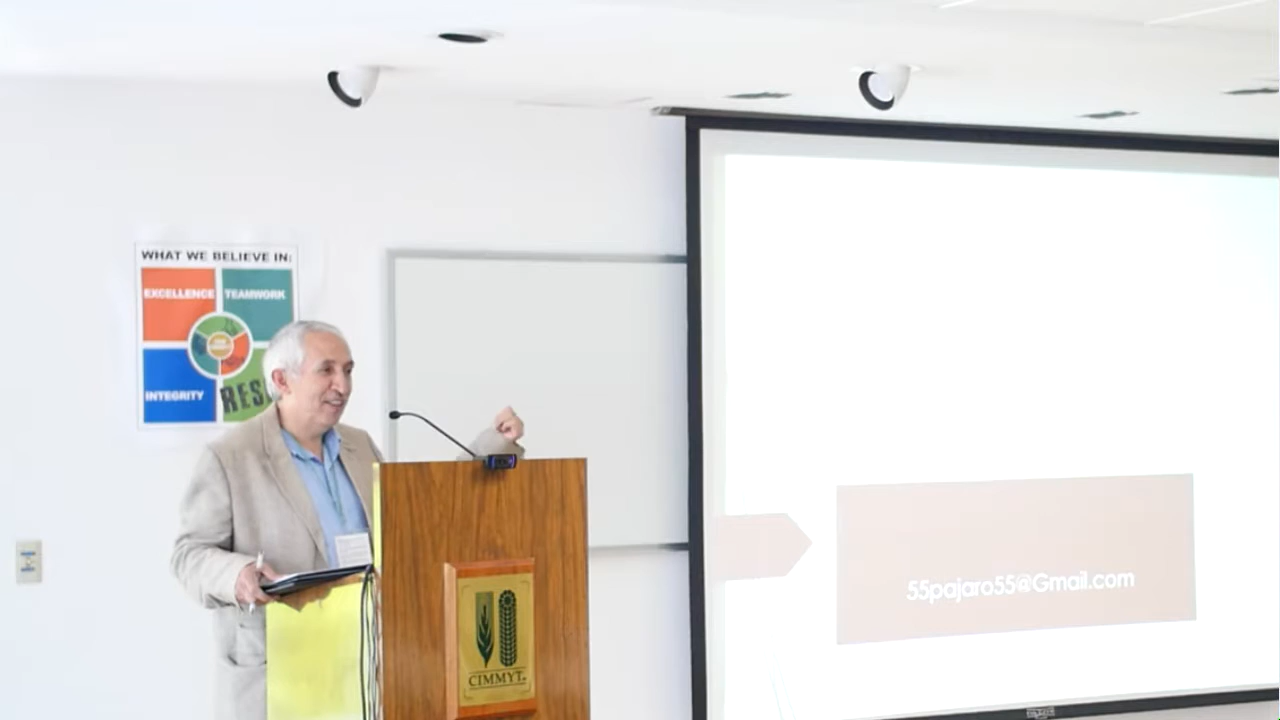 WHAT WE BELIEVE IN:
EXCELLENCE
TEAMWORK
INTEGRITY
CIMMYT
55pajaro55@Gmail.com